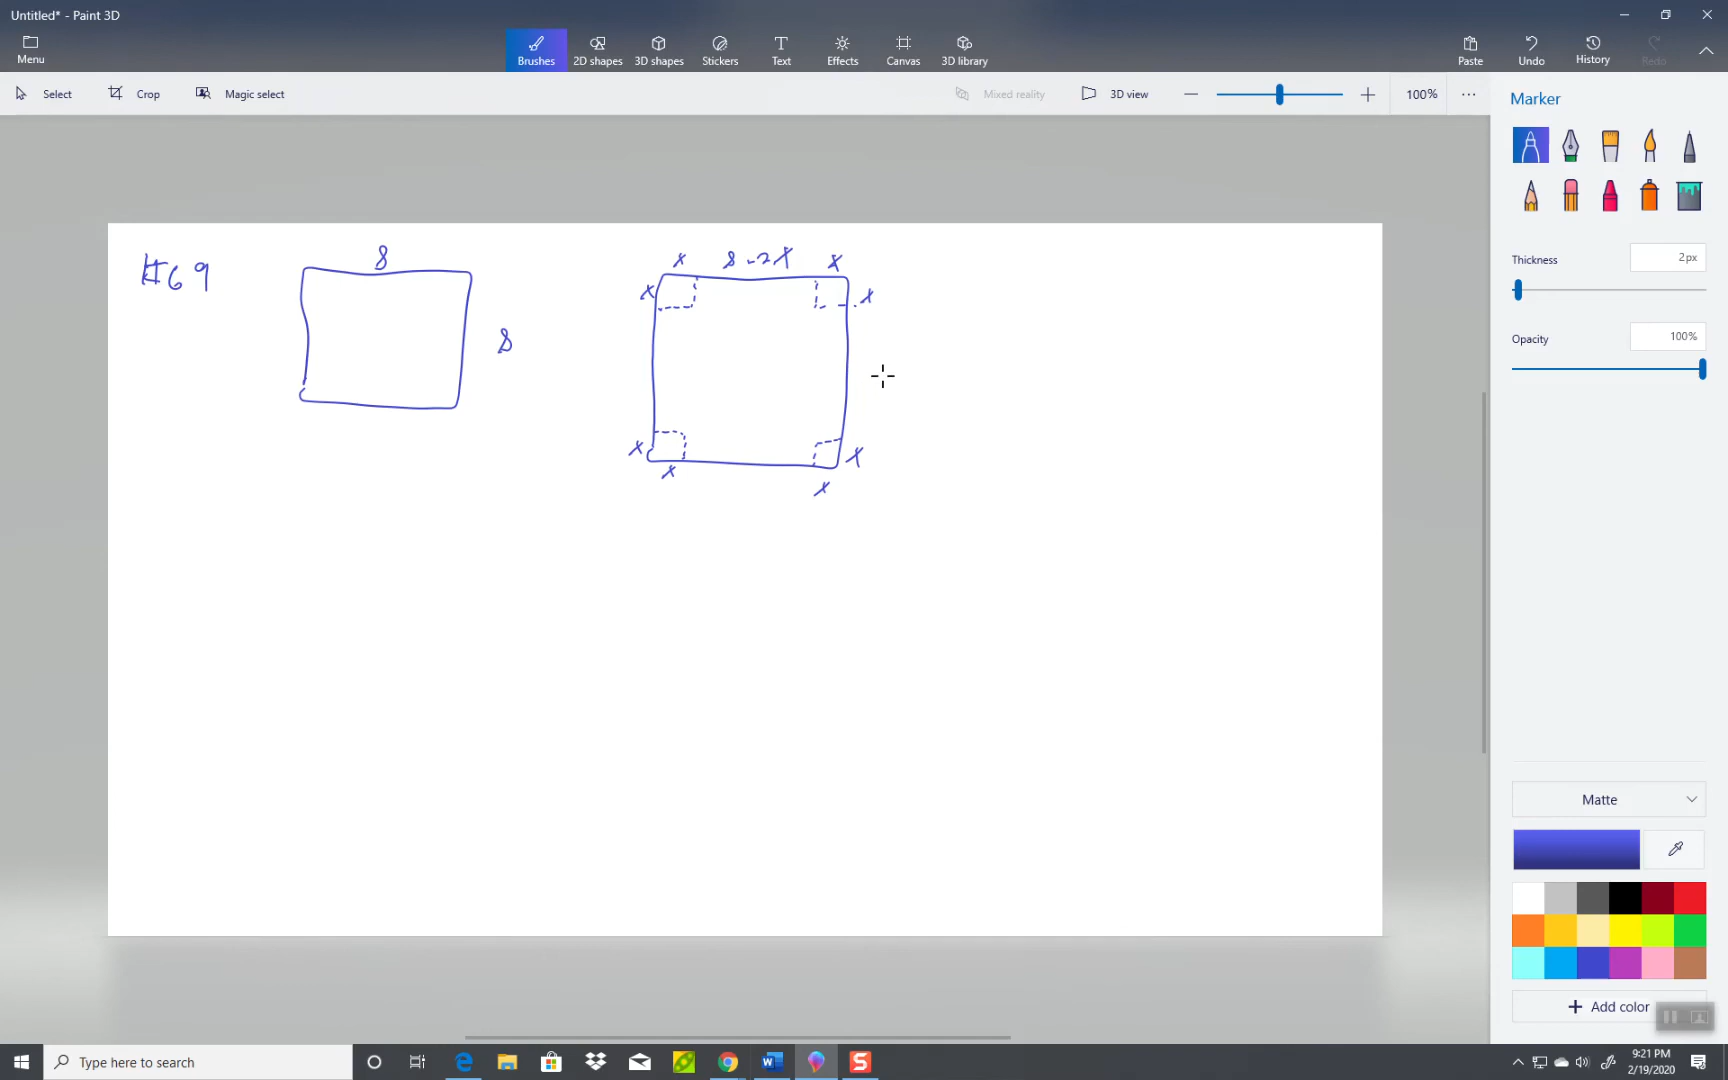 Untitled* - Paint 3D
Menu
Brushes
2D shapes
3D shapes
Stickers
Text
Effects
Canvas
3D library
Paste
Undo
History
Redo
Select
Crop
Magic select
Mixed reality
3D view
100%
Marker
Thickness
2px
Opacity
100%
Matte
Add color
#69
8
8
x 8-2x x
x x
x x
x x
Type here to search
9:21 PM
2/19/2020